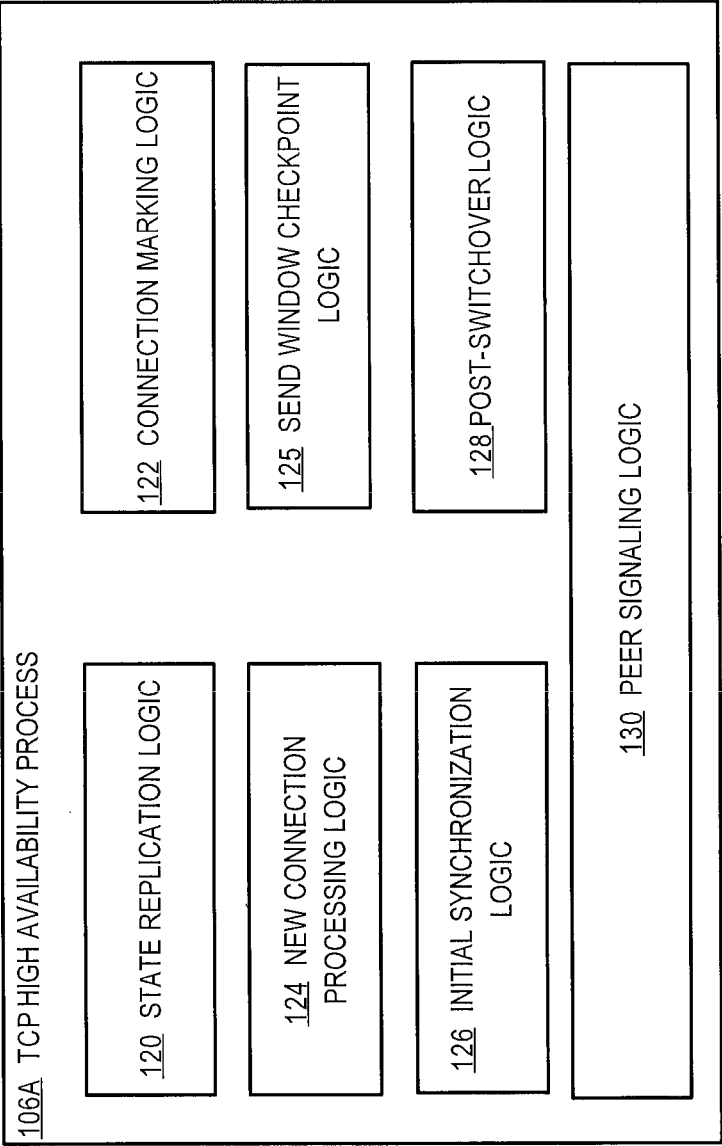 106A TCP HIGH AVAILABILITY PROCESS
120 STATE REPLICATION LOGIC
122 CONNECTION MARKING LOGIC
124 NEW CONNECTION
PROCESSING LOGIC
125 SEND WINDOW CHECKPOINT
LOGIC
126 INITIAL SYNCHRONIZATION
LOGIC
128 POST-SWITCHOVER LOGIC
130 PEER SIGNALING LOGIC